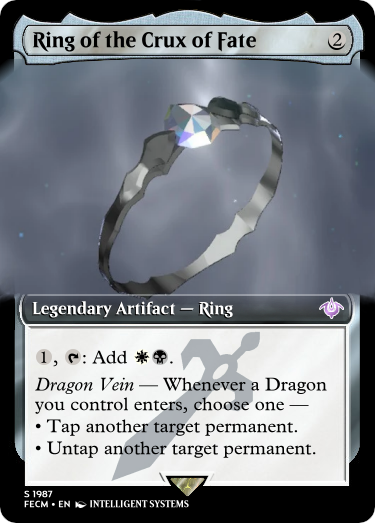 Ring of the Crux of Fate 2
Legendary Artifact — Ring
1, : Add .
Dragon Vein — Whenever a Dragon
you control enters, choose one —
• Tap another target permanent.
• Untap another target permanent.
S 1987
FECM • EN INTELLIGENT SYSTEMS